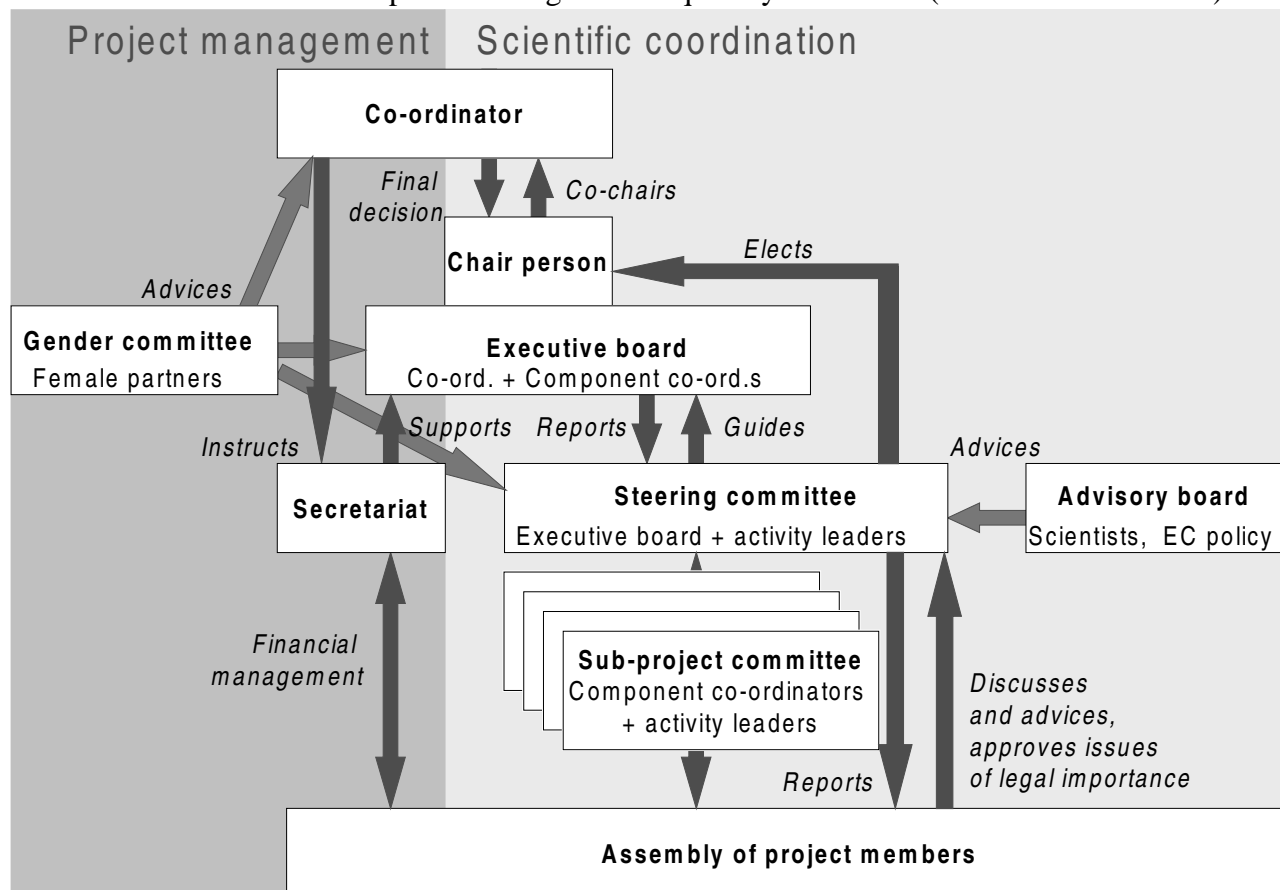 Project management
Scientific coordination
Co-ordinator
Final
decision
Co-chairs
Chair person
Elects
Advices
Gender committee
Female partners
Executive board
Co-ord. + Component co-ord.s
Instructs
Supports
Reports
Guides
Advices
Secretariat
Steering committee
Executive board + activity leaders
Advisory board
Scientists, EC policy
Financial
management
Sub-project committee
Component co-ordinators
+ activity leaders
Discusses
and advices,
approves issues
of legal importance
Reports
Assembly of project members